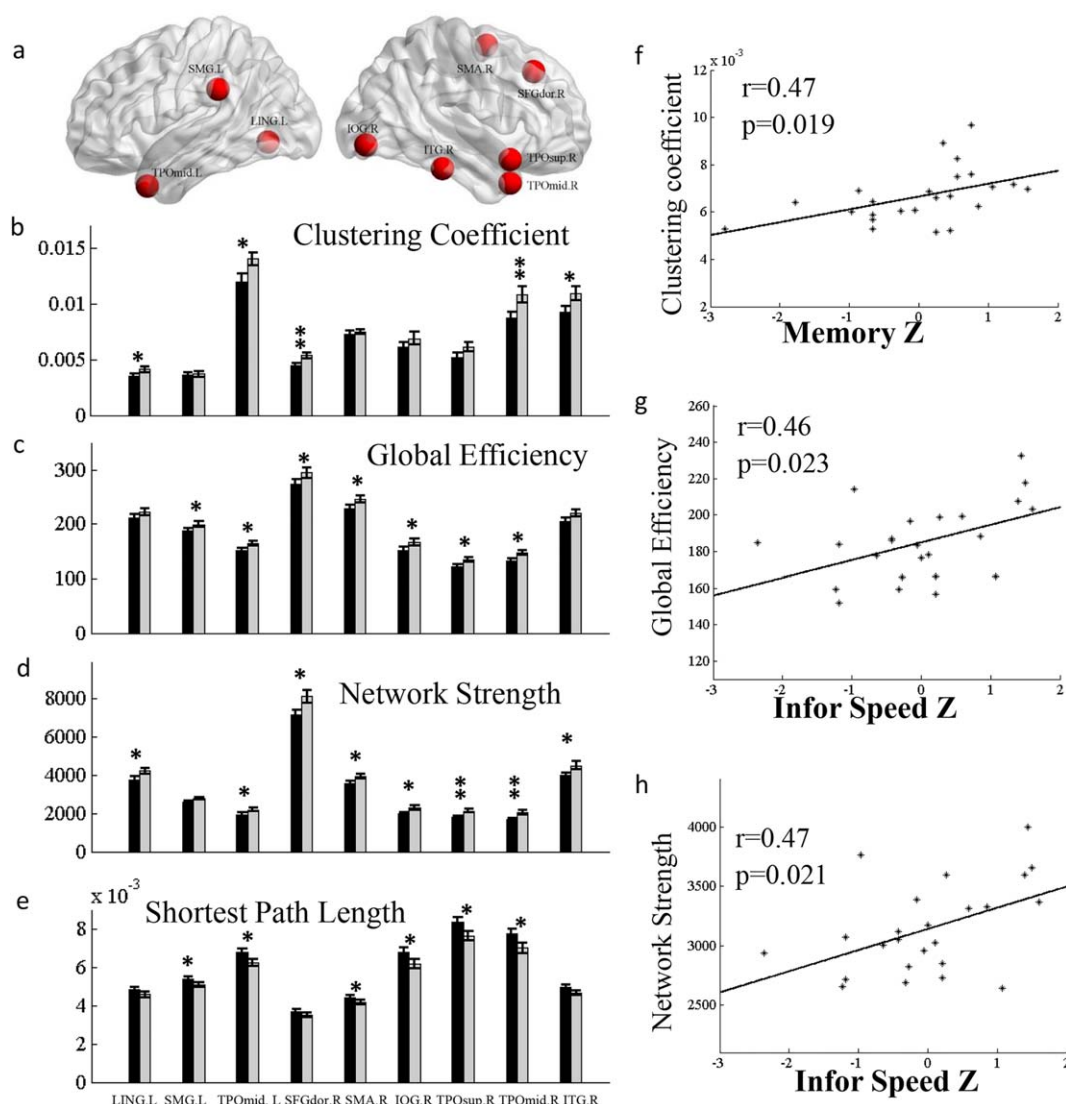 a
SMG.L
LING.L
TPOmid.L
SMA.R
SFGdor.R
IOG.R
ITG.R
TPOsup.R
TPOmid.R
b
Clustering Coefficient
0.015
0.01
0.005
0
*
*
**
**
*
c
Global Efficiency
300
200
100
0
*
*
*
*
*
*
*
d
Network Strength
8000
6000
4000
2000
0
*
*
*
*
*
**
**
*
e
x 10-3
Shortest Path Length
8
6
4
2
0
*
*
*
*
*
*
LING.L SMG.L TPOmid. L SFGdor.R SMA.R IOG.R TPOsup.R TPOmid.R ITG.R
f
x 10-3
12
10
8
6
4
2
r=0.47
p=0.019
Clustering coefficient
-3 -2 -1 0 1 2
Memory Z
g
260
240
220
200
180
160
140
120
r=0.46
p=0.023
Global Efficiency
-3 -2 -1 0 1 2
Infor Speed Z
h
4000
3500
3000
2500
r=0.47
p=0.021
Network Strength
-3 -2 -1 0 1 2
Infor Speed Z